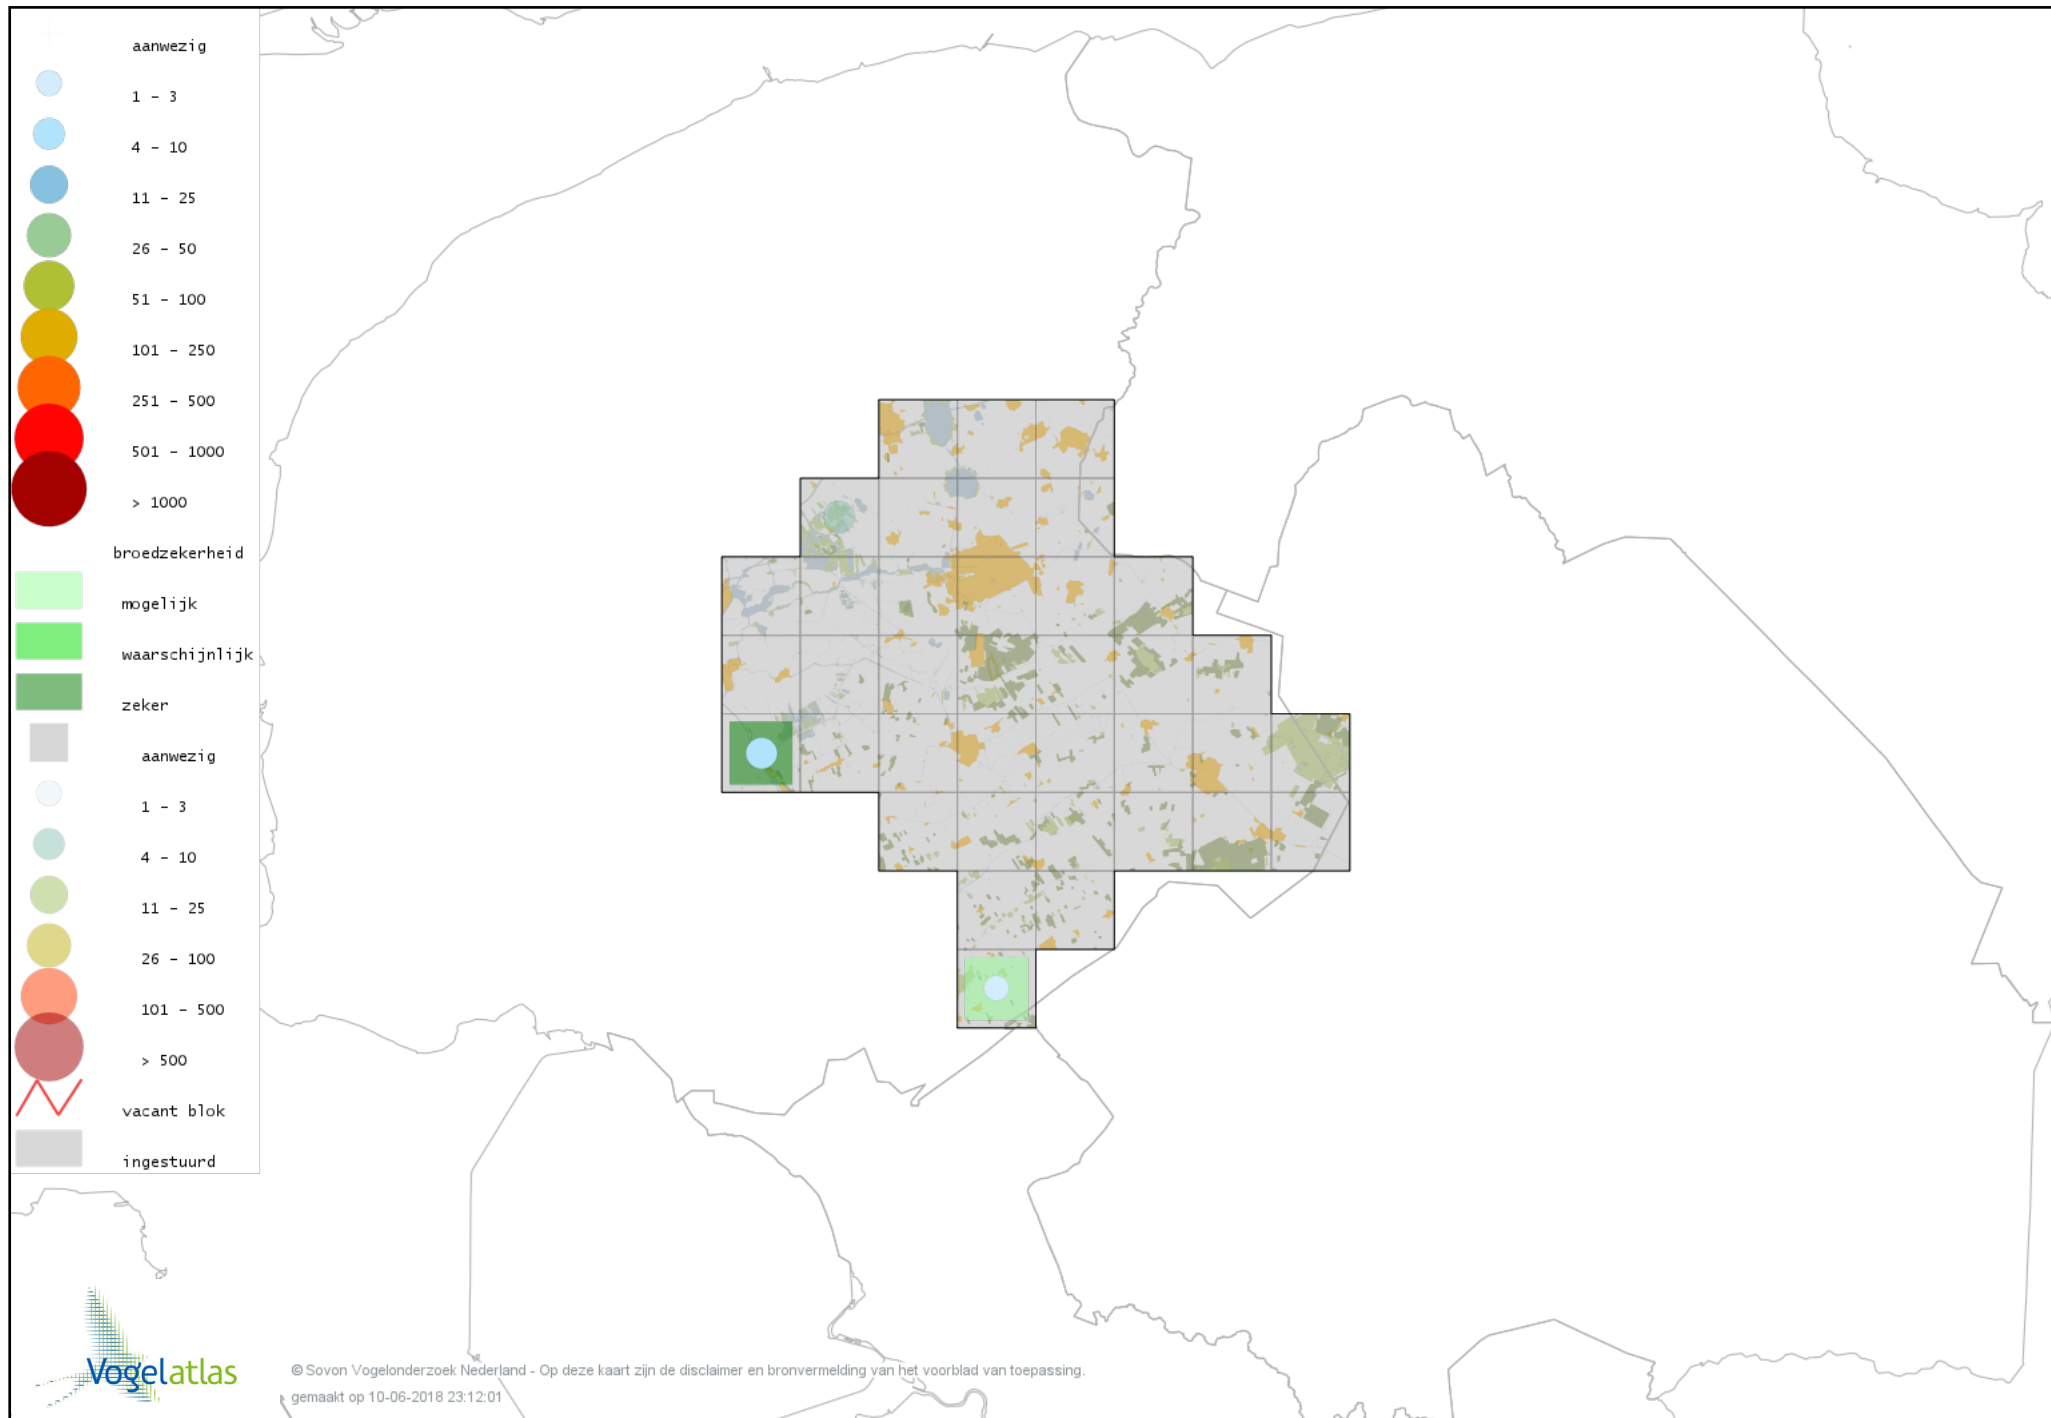 aanwezig
1 - 3
4 - 10
11 - 25
26 - 50
51 - 100
101 - 250
251 - 500
501 - 1000
> 1000
broedzekerheid
mogelijk
waarschijnlijk
zeker
aanwezig
1 - 3
4 - 10
11 - 25
26 - 100
101 - 500
> 500
vacant blok
ingestuurd
Vogelatlas
© Sovon Vogelonderzoek Nederland - Op deze kaart zijn de disclaimer en bronvermelding van het voorblad van toepassing.
gemaakt op 10-06-2018 23:12:01